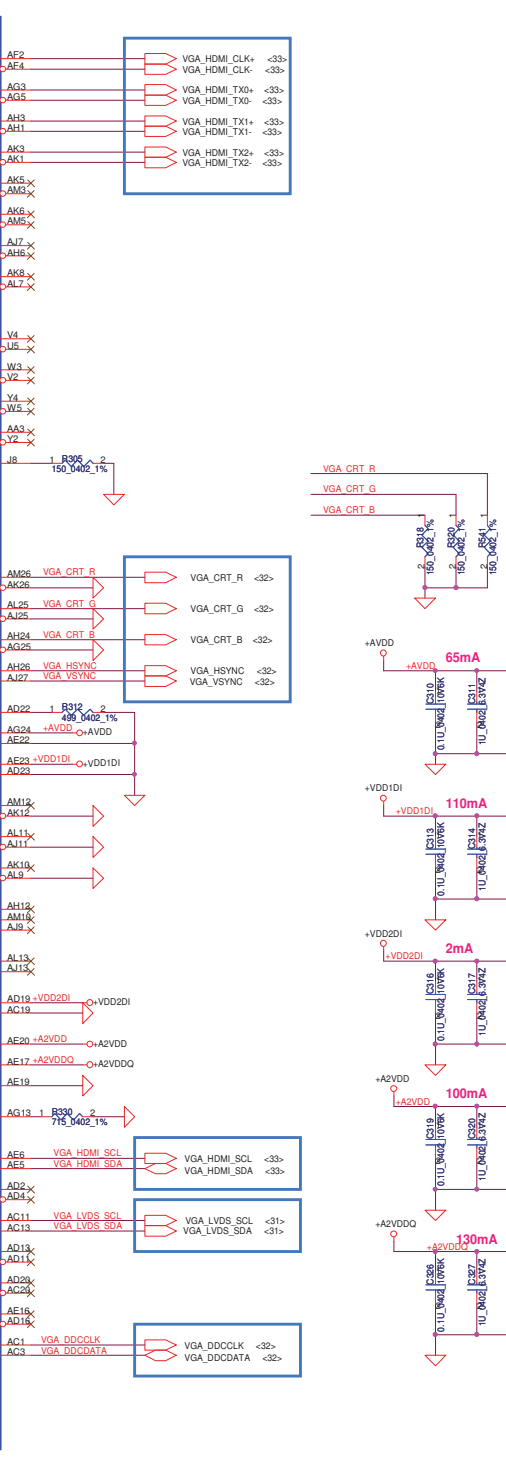 AF2 VGA_HDMI_CLK+ <33>
AF4 VGA_HDMI_CLK- <33>
AG3 VGA_HDMI_TX0+ <33>
AG5 VGA_HDMI_TX0- <33>
AH3 VGA_HDMI_TX1+ <33>
AH1 VGA_HDMI_TX1- <33>
AK3 VGA_HDMI_TX2+ <33>
AK1 VGA_HDMI_TX2- <33>
AK5
AM3
AK6
AM5
AJ7
AH6
AK8
AL7
V4
U5
W3
V2
Y4
W5
AA3
Y2
J8 1 R305 2
150_0402_1%
VGA_CRT_R
VGA_CRT_G
VGA_CRT_B
1 R318 2 150_0402_1%
1 R320 2 150_0402_1%
1 R541 2 150_0402_1%
AM26 VGA_CRT_R VGA_CRT_R <32>
AK26
AL25 VGA_CRT_G VGA_CRT_G <32>
AJ25
AH24 VGA_CRT_B VGA_CRT_B <32>
AG25
AH26 VGA_HSYNC VGA_HSYNC <32>
AJ27 VGA_VSYNC VGA_VSYNC <32>
AD22 1 R312 2
499_0402_1%
AG24 +AVDD +AVDD
AE22
AE23 +VDD1DI +VDD1DI
AD23
AM12
AK12
AL11
AJ11
AK10
AL9
AH12
AM10
AJ9
AL13
AJ13
AD19 +VDD2DI +VDD2DI
AC19
AE20 +A2VDD +A2VDD
AE17 +A2VDDQ +A2VDDQ
AE19
AG13 1 R330 2
715_0402_1%
AE6 VGA_HDMI_SCL VGA_HDMI_SCL <33>
AE5 VGA_HDMI_SDA VGA_HDMI_SDA <33>
AD2
AD4
AC11 VGA_LVDS_SCL VGA_LVDS_SCL <31>
AC13 VGA_LVDS_SDA VGA_LVDS_SDA <31>
AD13
AD11
AD20
AC20
AE16
AD16
AC1 VGA_DDCCLK VGA_DDCCLK <32>
AC3 VGA_DDCDATA VGA_DDCDATA <32>
+AVDD
+AVDD 65mA
C310 0.1U_0402_10V6K
C311 1U_0402_6.3V4Z
+VDD1DI
+VDD1DI 110mA
C313 0.1U_0402_10V6K
C314 1U_0402_6.3V4Z
+VDD2DI
+VDD2DI 2mA
C316 0.1U_0402_10V6K
C317 1U_0402_6.3V4Z
+A2VDD
+A2VDD 100mA
C319 0.1U_0402_10V6K
C320 1U_0402_6.3V4Z
+A2VDDQ
+A2VDDQ 130mA
C326 0.1U_0402_10V6K
C327 1U_0402_6.3V4Z